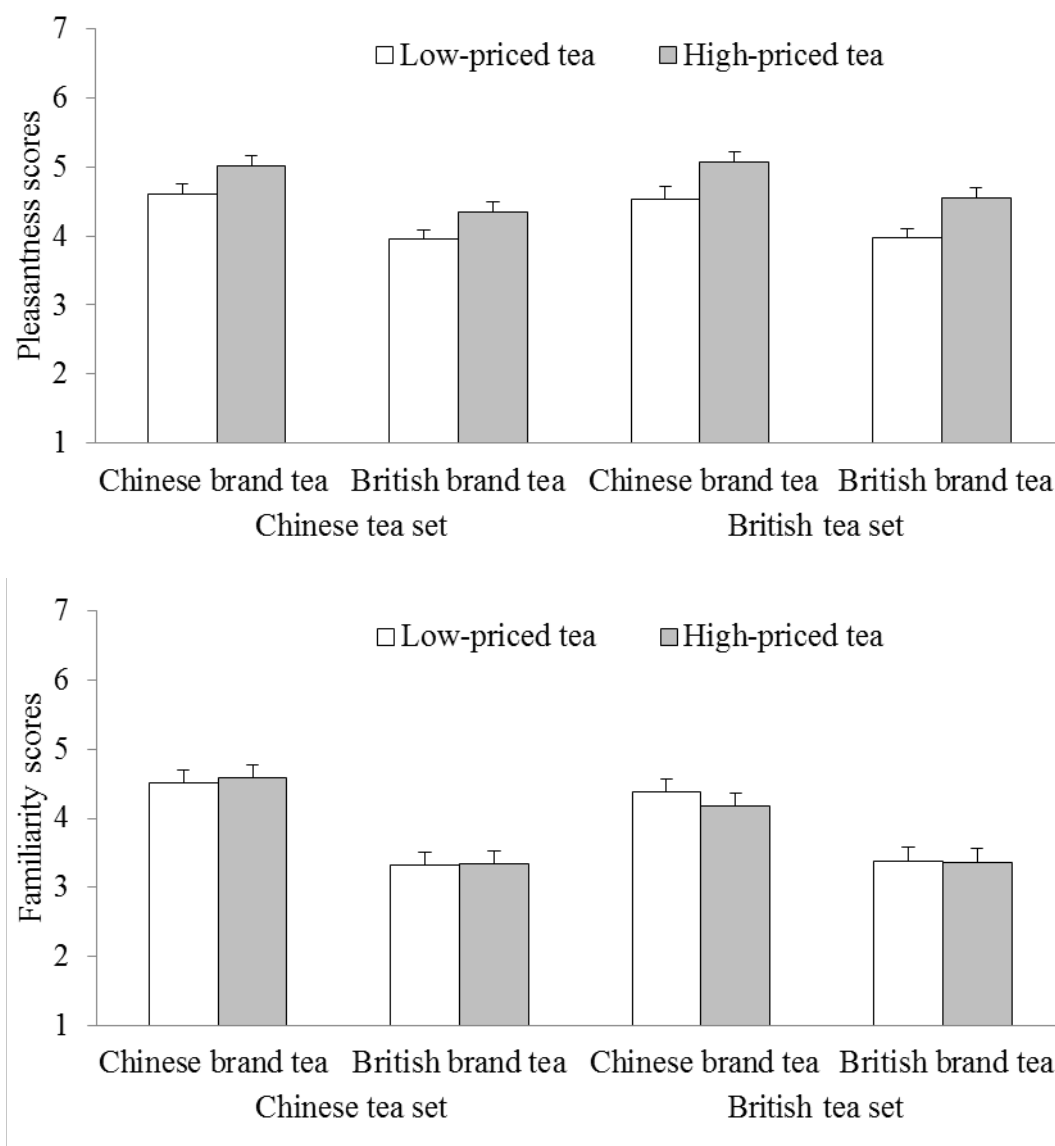 7
Low-priced tea High-priced tea
6
5
4
3
2
1
Pleasantness scores
Chinese brand tea British brand tea Chinese brand tea British brand tea
Chinese tea set British tea set
7
Low-priced tea High-priced tea
6
5
4
3
2
1
Familiarity scores
Chinese brand tea British brand tea Chinese brand tea British brand tea
Chinese tea set British tea set